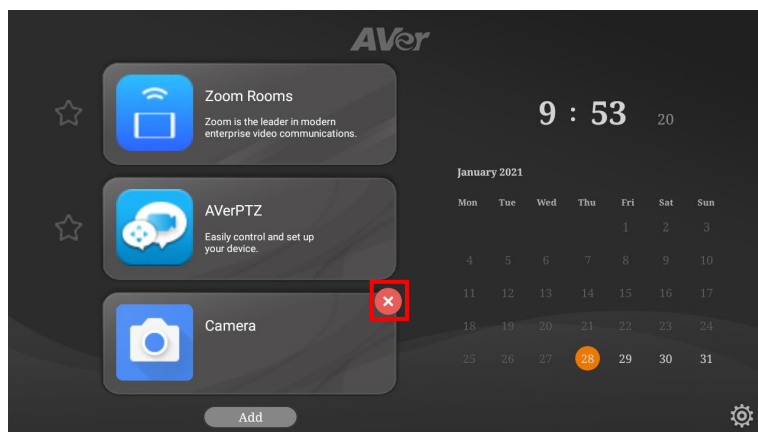 AVer
Zoom Rooms
Zoom is the leader in modern
enterprise video communications.
AVerPTZ
Easily control and set up
your device.
Camera
Add
9 : 53 20
January 2021
Mon Tue Wed Thu Fri Sat Sun
1 2 3
4 5 6 7 8 9 10
11 12 13 14 15 16 17
18 19 20 21 22 23 24
25 26 27 28 29 30 31